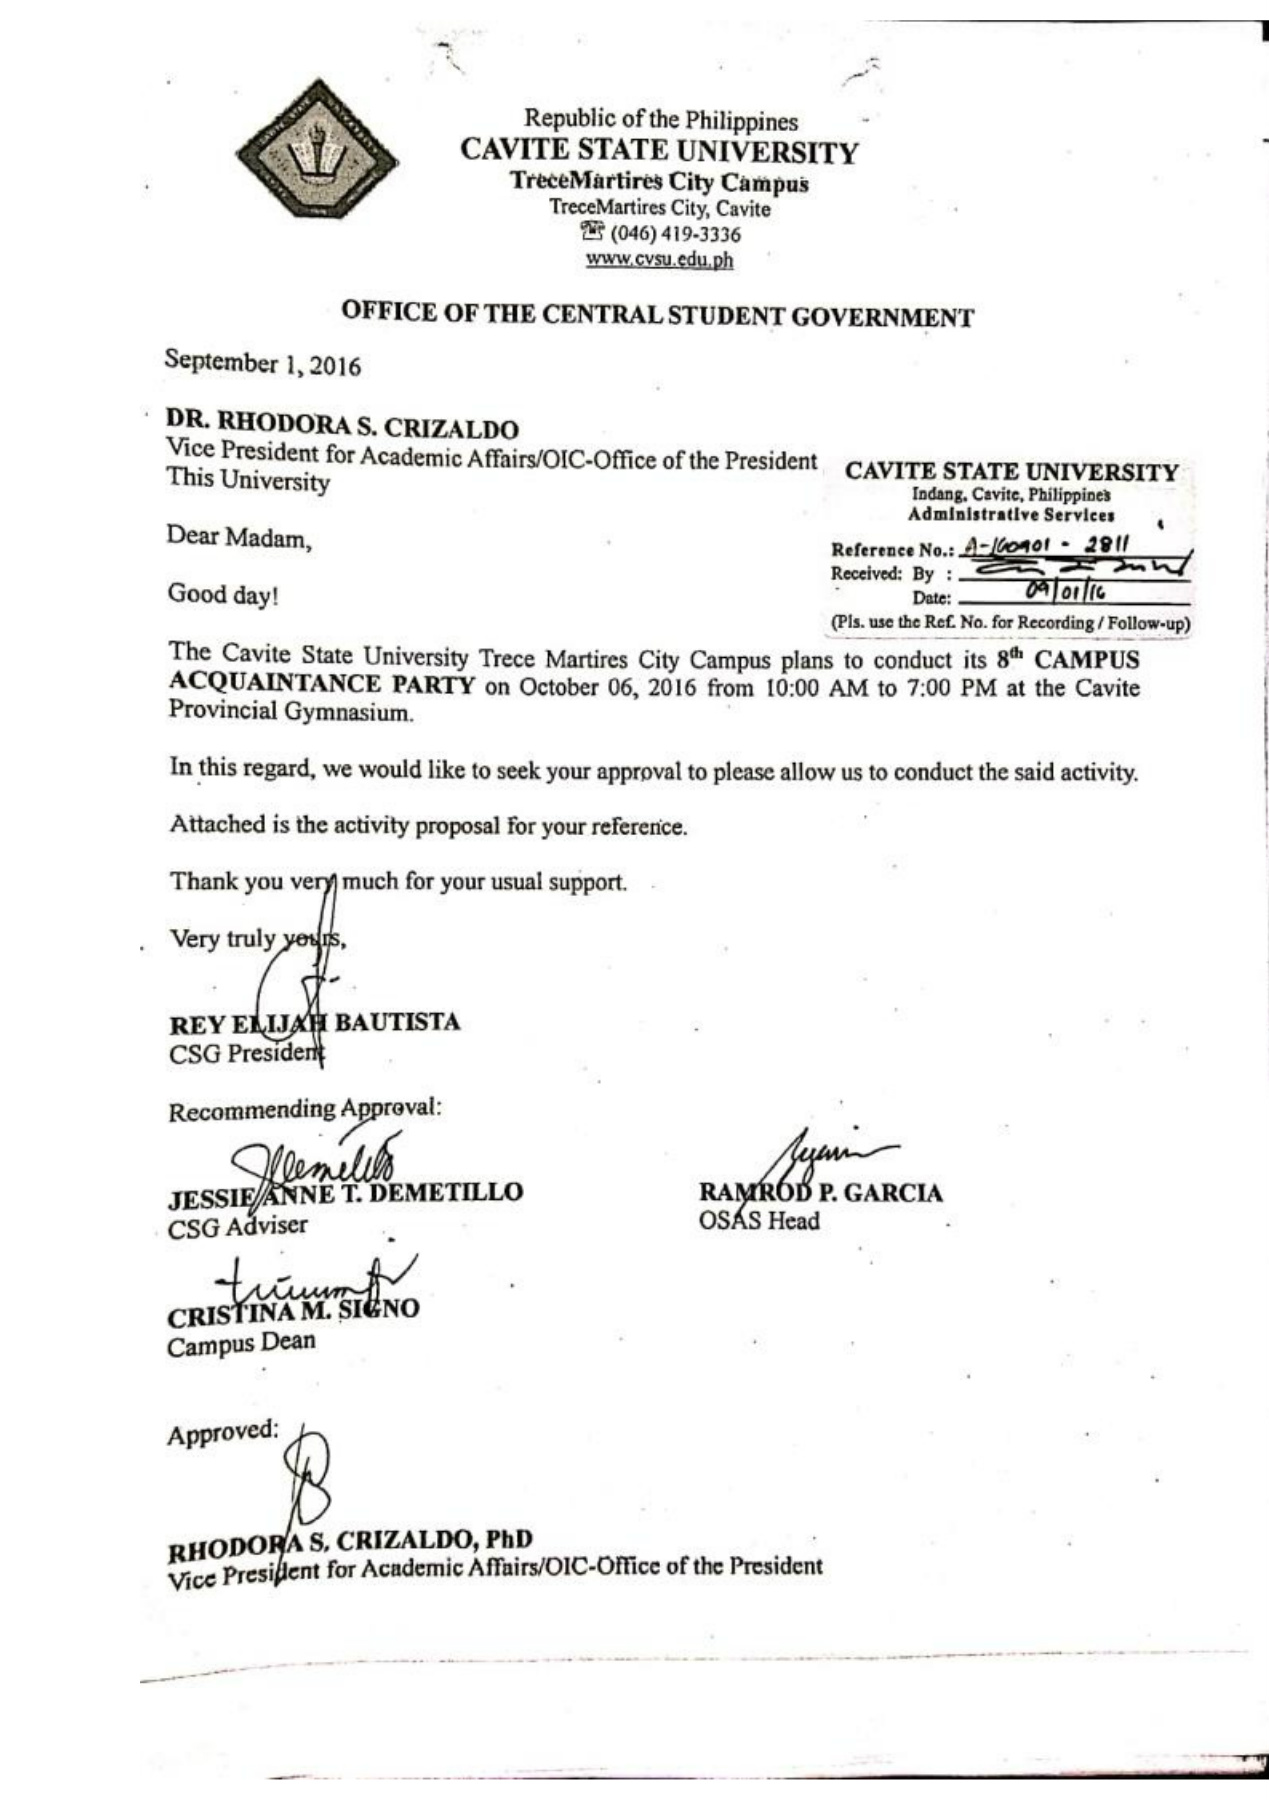 Republic of the Philippines
CAVITE STATE UNIVERSITY
TreceMartires City Campus
TreceMartires City, Cavite
☏ (046) 419-3336
www.cvsu.edu.ph
OFFICE OF THE CENTRAL STUDENT GOVERNMENT
September 1, 2016
DR. RHODORA S. CRIZALDO
Vice President for Academic Affairs/OIC-Office of the President
This University
CAVITE STATE UNIVERSITY
Indang, Cavite, Philippines
Administrative Services
Reference No.: A-160901 - 2811
Received: By :
Date: 09/01/16
(Pls. use the Ref. No. for Recording / Follow-up)
Dear Madam,
Good day!
The Cavite State University Trece Martires City Campus plans to conduct its 8th CAMPUS
ACQUAINTANCE PARTY on October 06, 2016 from 10:00 AM to 7:00 PM at the Cavite
Provincial Gymnasium.
In this regard, we would like to seek your approval to please allow us to conduct the said activity.
Attached is the activity proposal for your reference.
Thank you very much for your usual support.
Very truly yours,
REY ELIJAH BAUTISTA
CSG President
Recommending Approval:
JESSIE ANNE T. DEMETILLO
CSG Adviser
RAMROD P. GARCIA
OSAS Head
CRISTINA M. SIGNO
Campus Dean
Approved:
RHODORA S. CRIZALDO, PhD
Vice President for Academic Affairs/OIC-Office of the President